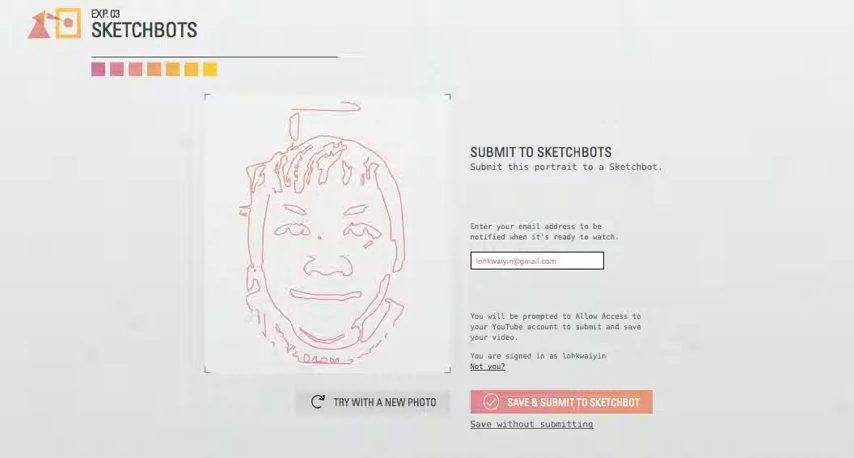 EXP. 03
SKETCHBOTS
SUBMIT TO SKETCHBOTS
Submit this portrait to a Sketchbot.
Enter your email address to be
notified when it's ready to watch.
lohkwaiyin@gmail.com
You will be prompted to Allow Access to
your YouTube account to submit and save
your video.
You are signed in as lohkwaiyin
Not you?
TRY WITH A NEW PHOTO
SAVE & SUBMIT TO SKETCHBOT
Save without submitting